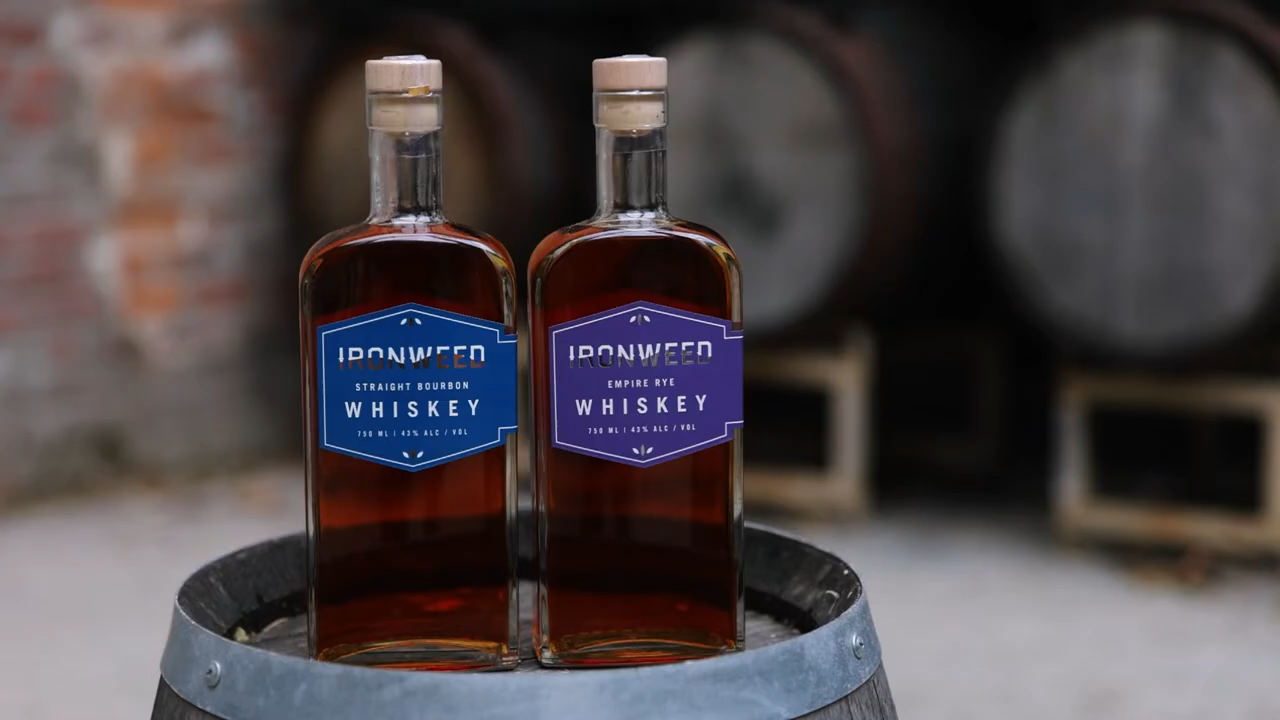 IRONWEED
STRAIGHT BOURBON
WHISKEY
750 ML | 43% ALC / VOL
IRONWEED
EMPIRE RYE
WHISKEY
750 ML | 43% ALC / VOL